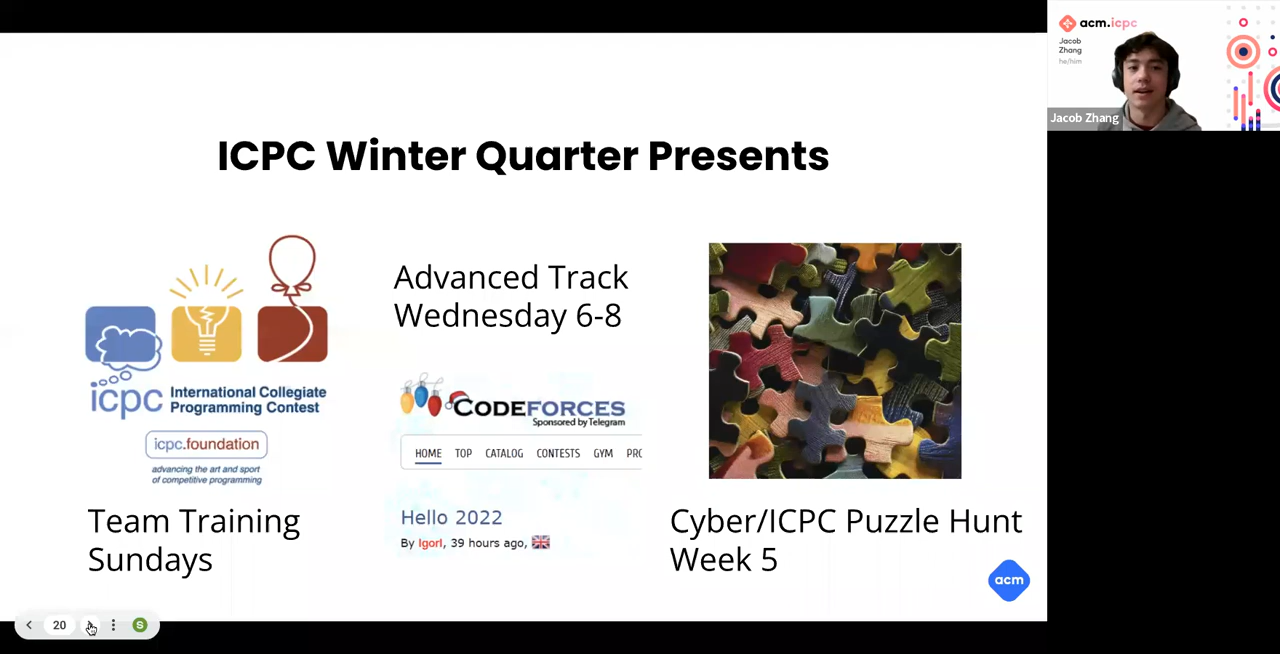 ICPC Winter Quarter Presents
icpc International Collegiate
Programming Contest
icpc.foundation
advancing the art and sport
of competitive programming
Team Training
Sundays
Advanced Track
Wednesday 6-8
CODEFORCES
Sponsored by Telegram
HOME TOP CATALOG CONTESTS GYM PRO
Hello 2022
By IgorI, 39 hours ago,
Cyber/ICPC Puzzle Hunt
Week 5
acm
20
S
acm.icpc
Jacob
Zhang
he/him
Jacob Zhang